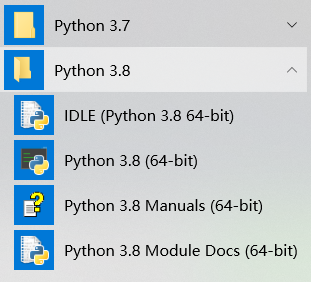 Python 3.7
Python 3.8
IDLE (Python 3.8 64-bit)
Python 3.8 (64-bit)
Python 3.8 Manuals (64-bit)
Python 3.8 Module Docs (64-bit)